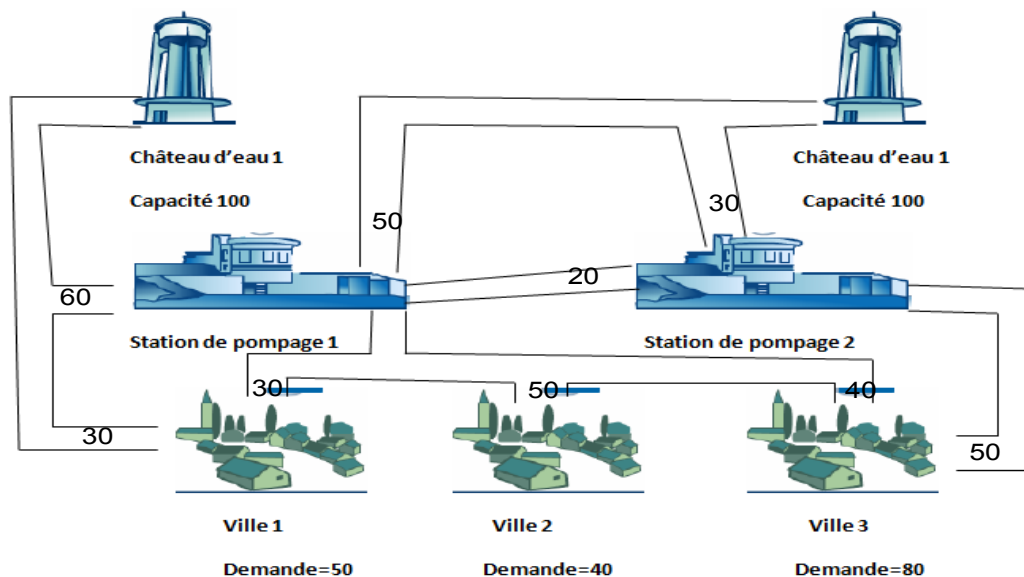 Château d'eau 1
Château d'eau 1
Capacité 100
Capacité 100
30
50
20
60
Station de pompage 1
Station de pompage 2
30
50
40
30
50
Ville 1
Ville 2
Ville 3
Demande=50
Demande=40
Demande=80